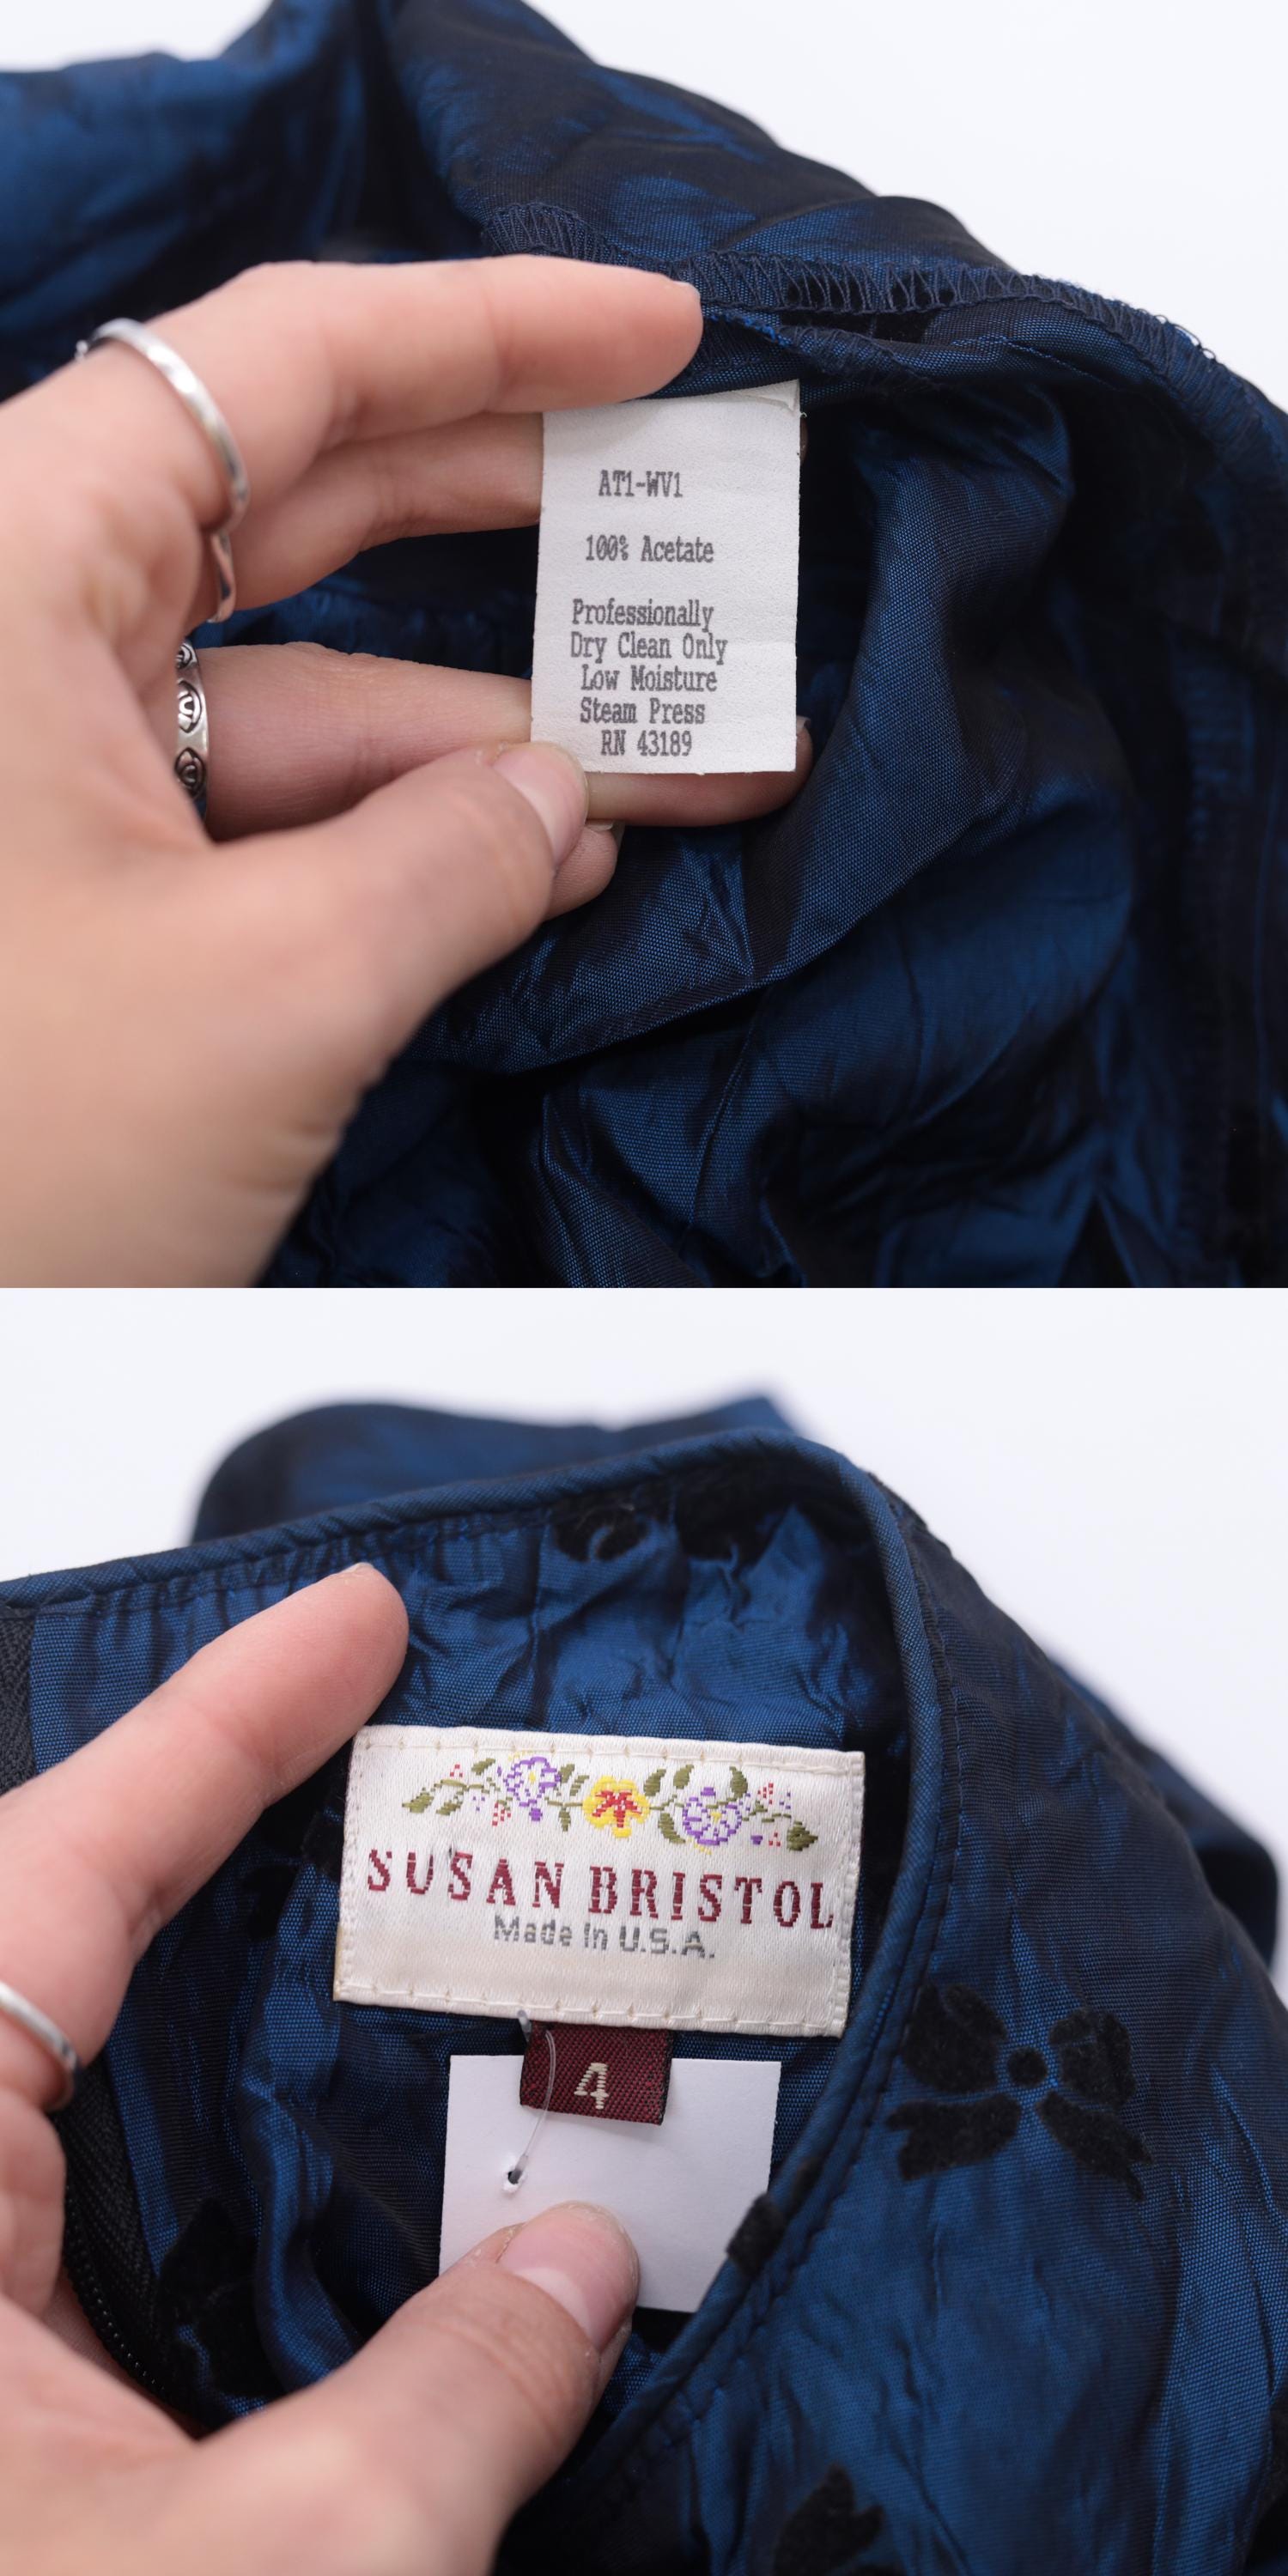 AT1-WV1
100% Acetate
Professionally
Dry Clean Only
Low Moisture
Steam Press
RN 43189
SUSAN BRISTOL
Made In U.S.A.
4